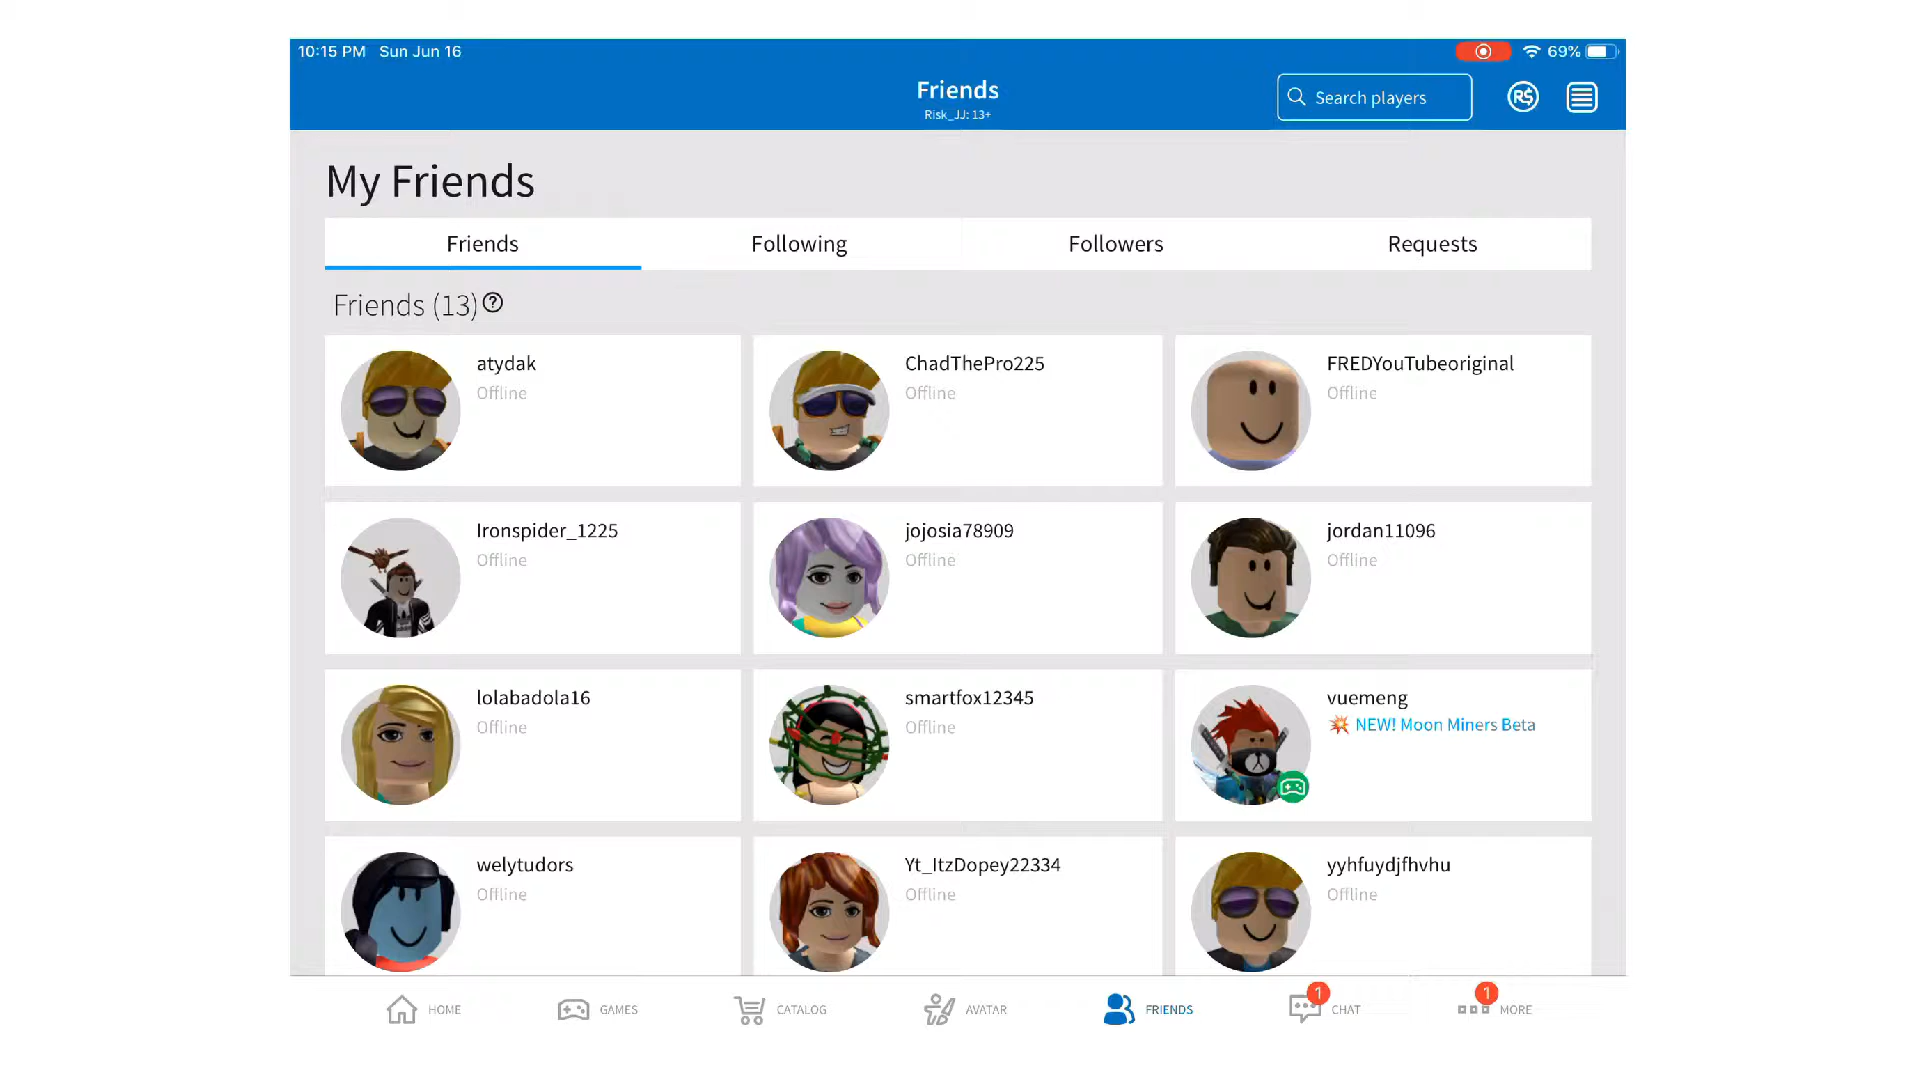 10:15 PM Sun Jun 16
69%
Friends
Risk_JJ: 13+
Search players
R$
My Friends
Friends Following Followers Requests
Friends (13)
?
atydak
Offline
ChadThePro225
Offline
FREDYouTubeoriginal
Offline
Ironspider_1225
Offline
jojosia78909
Offline
jordan11096
Offline
lolabadola16
Offline
smartfox12345
Offline
vuemeng
💥 NEW! Moon Miners Beta
welytudors
Offline
Yt_ItzDopey22334
Offline
yyhfuydjfhvhu
Offline
HOME GAMES CATALOG AVATAR FRIENDS 1 CHAT 1 MORE